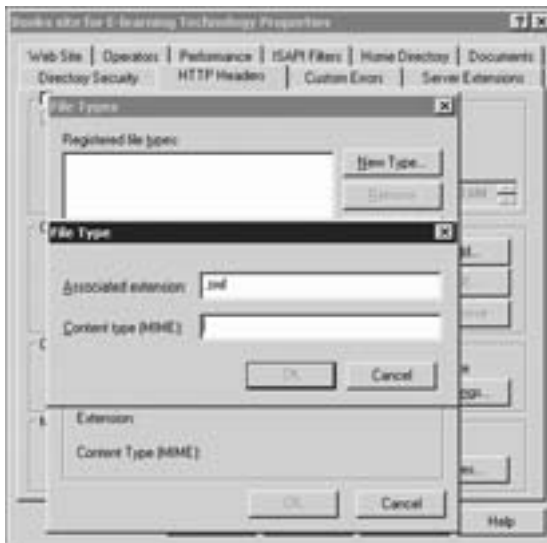 Books site for E-learning Technology Properties
Web Site | Operators | Performance | ISAPI Filters | Home Directory | Documents
Directory Security | HTTP Headers | Custom Errors | Server Extensions
File Types
Registered file types:
New Type...
Remove
File Type
Associated extension:
Content type (MIME):
OK
Cancel
Extension:
Content Type (MIME):
OK
Cancel
Help